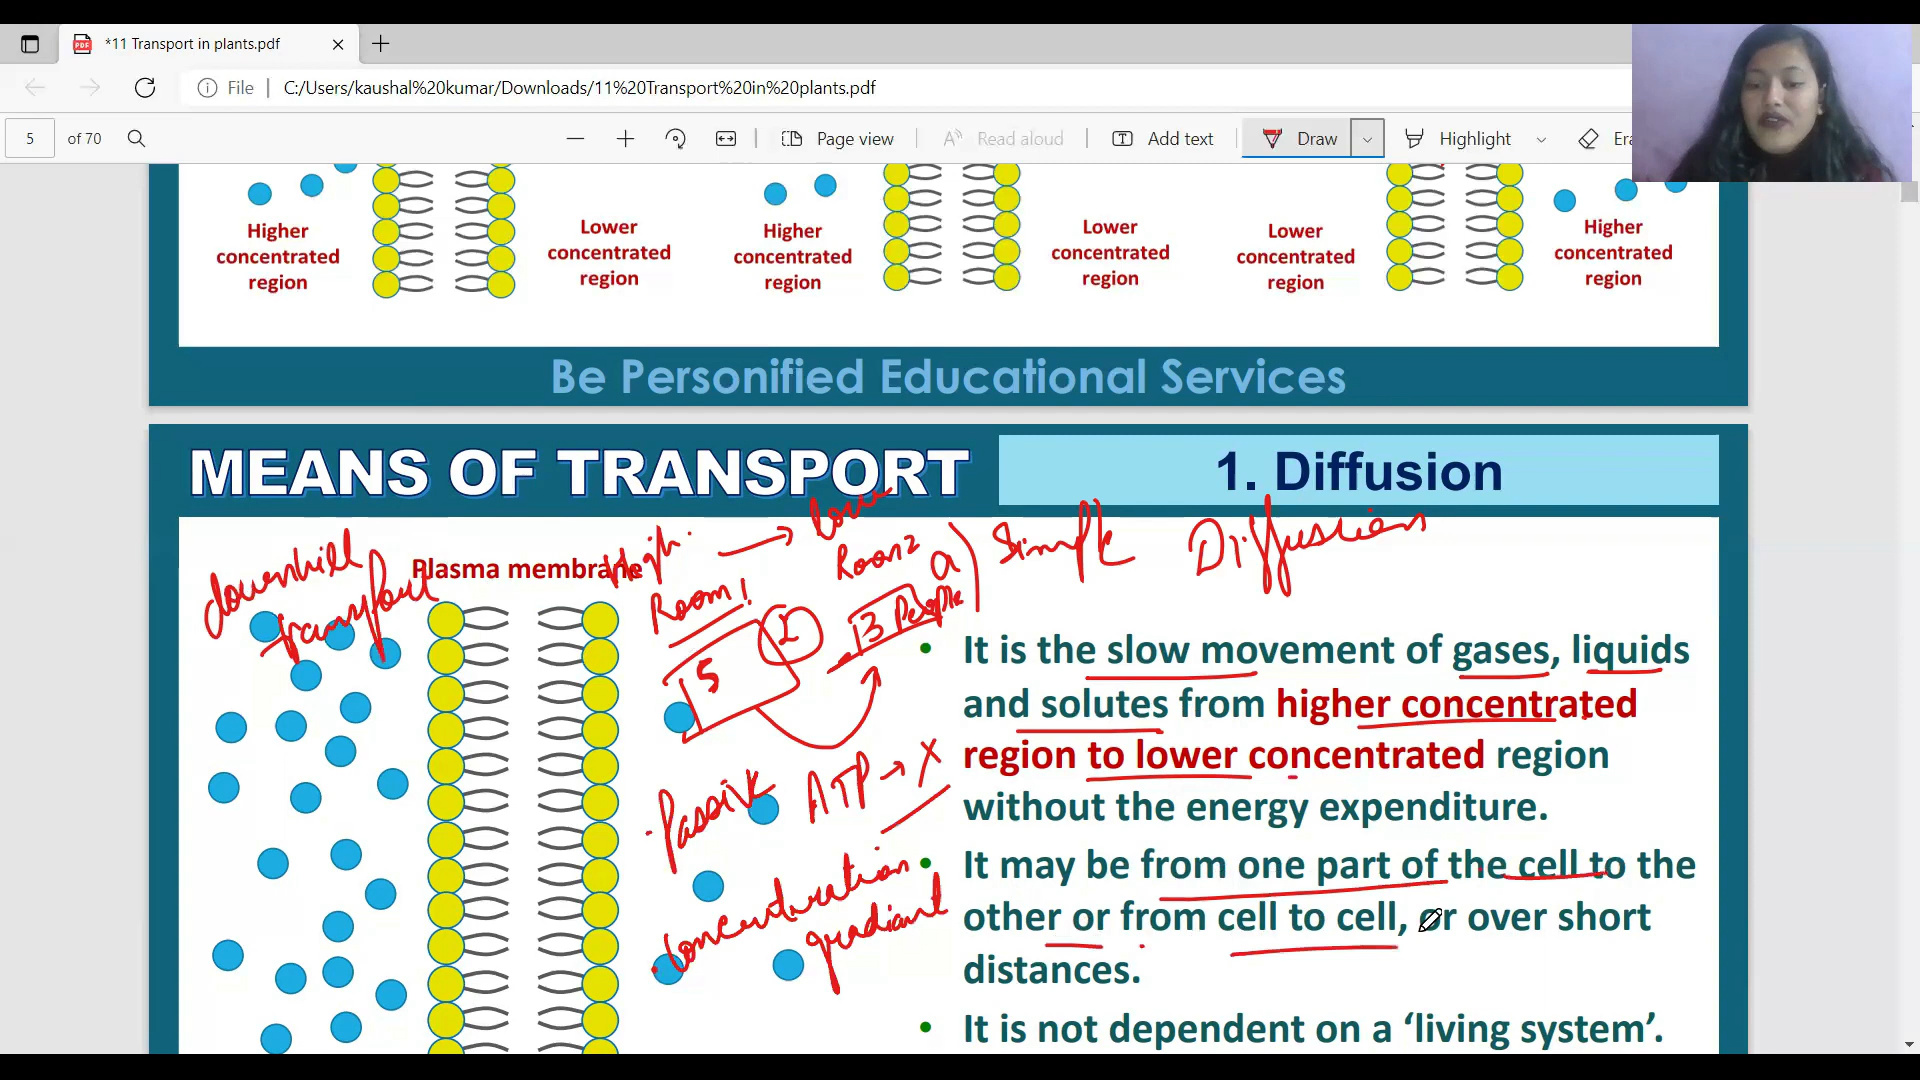 *11 Transport in plants.pdf
File | C:/Users/kaushal%20kumar/Downloads/11%20Transport%20in%20plants.pdf
5 of 70
Page view
Read aloud
Add text
Draw
Highlight
Era
Higher concentrated region
Lower concentrated region
Higher concentrated region
Lower concentrated region
Lower concentrated region
Higher concentrated region
Be Personified Educational Services
MEANS OF TRANSPORT
1. Diffusion
downhill
transport
Plasma membrane
High → low
Room 1
Room 2
5
2
3 People
a) Simple Diffusion
• It is the slow movement of gases, liquids
and solutes from higher concentrated
region to lower concentrated region
without the energy expenditure.
• Passive
ATP → X
• Concentration
gradiant
• It may be from one part of the cell to the
other or from cell to cell, or over short
distances.
• It is not dependent on a ‘living system’.